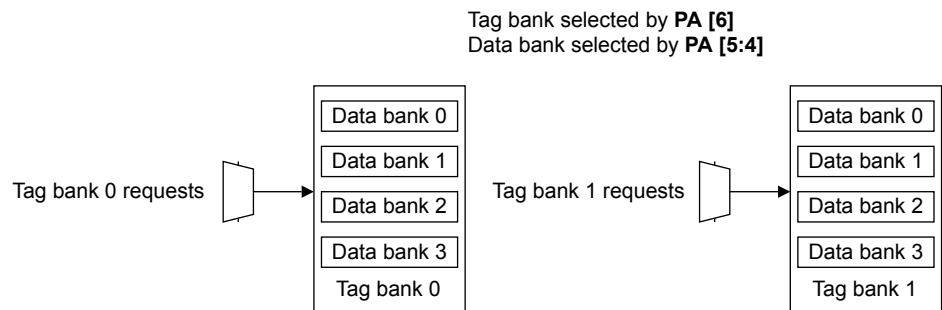 Tag bank selected by PA [6]
Data bank selected by PA [5:4]
Tag bank 0 requests
Data bank 0
Data bank 1
Data bank 2
Data bank 3
Tag bank 0
Tag bank 1 requests
Data bank 0
Data bank 1
Data bank 2
Data bank 3
Tag bank 1